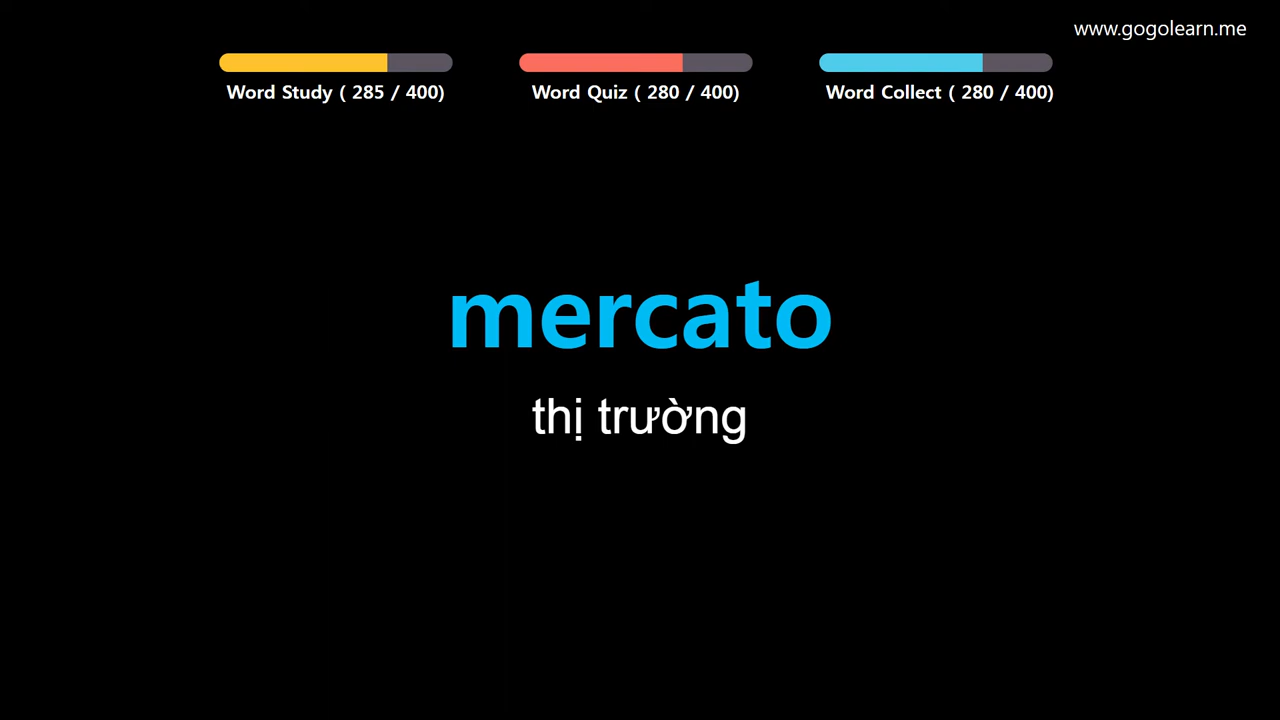 www.gogolearn.me
Word Study ( 285 / 400)
Word Quiz ( 280 / 400)
Word Collect ( 280 / 400)
mercato
thị trường